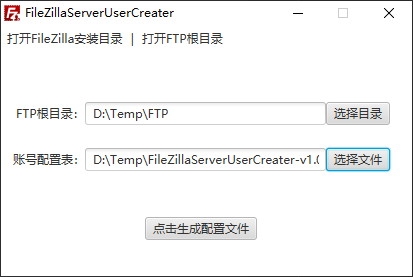 FileZillaServerUserCreater
打开FileZilla安装目录 | 打开FTP根目录
FTP根目录: D:\Temp\FTP 选择目录
账号配置表: D:\Temp\FileZillaServerUserCreater-v1.0 选择文件
点击生成配置文件